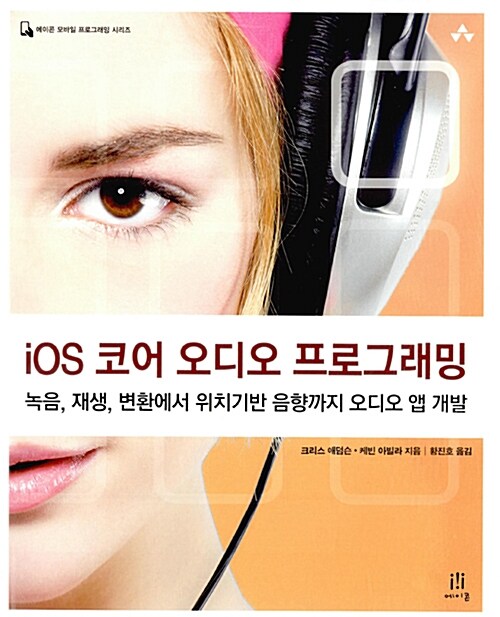 에이콘 모바일 프로그래밍 시리즈
iOS 코어 오디오 프로그래밍
녹음, 재생, 변환에서 위치기반 음향까지 오디오 앱 개발
크리스 애덤슨 • 케빈 아빌라 지음 | 황진호 옮김
에이콘